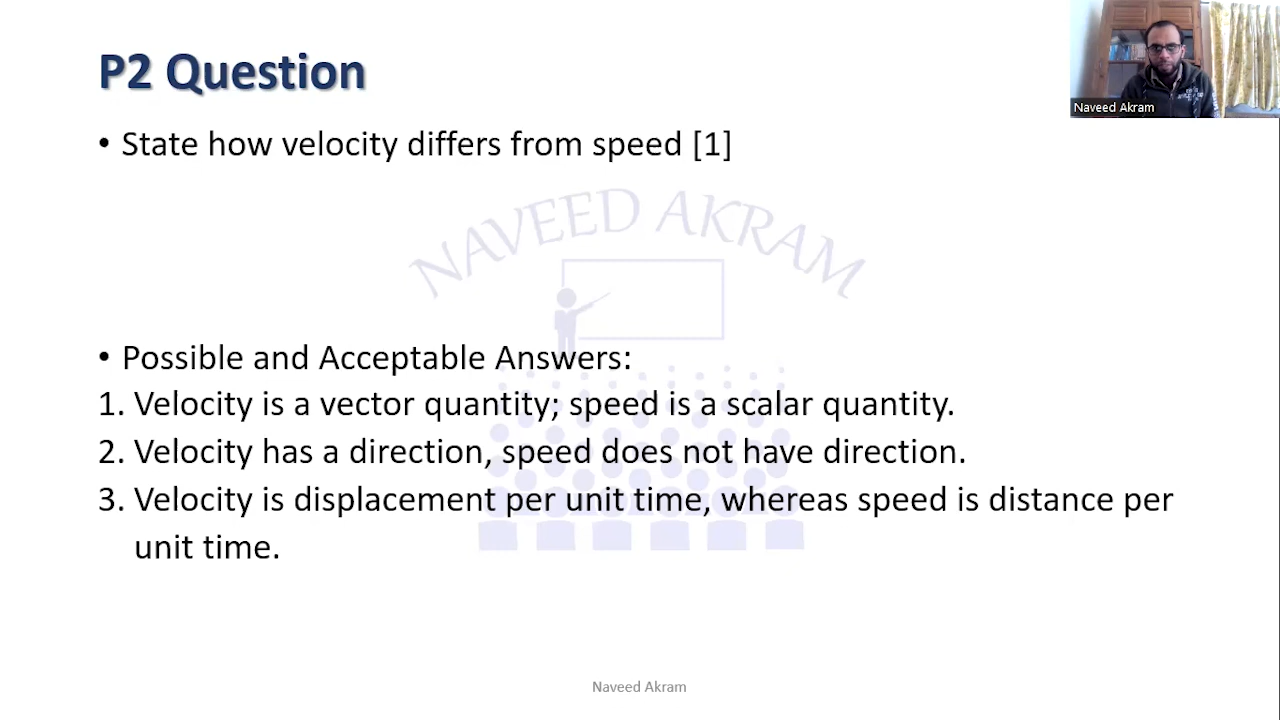 P2 Question
Naveed Akram
• State how velocity differs from speed [1]
NAVEED AKRAM
• Possible and Acceptable Answers:
1. Velocity is a vector quantity; speed is a scalar quantity.
2. Velocity has a direction, speed does not have direction.
3. Velocity is displacement per unit time, whereas speed is distance per
unit time.
Naveed Akram